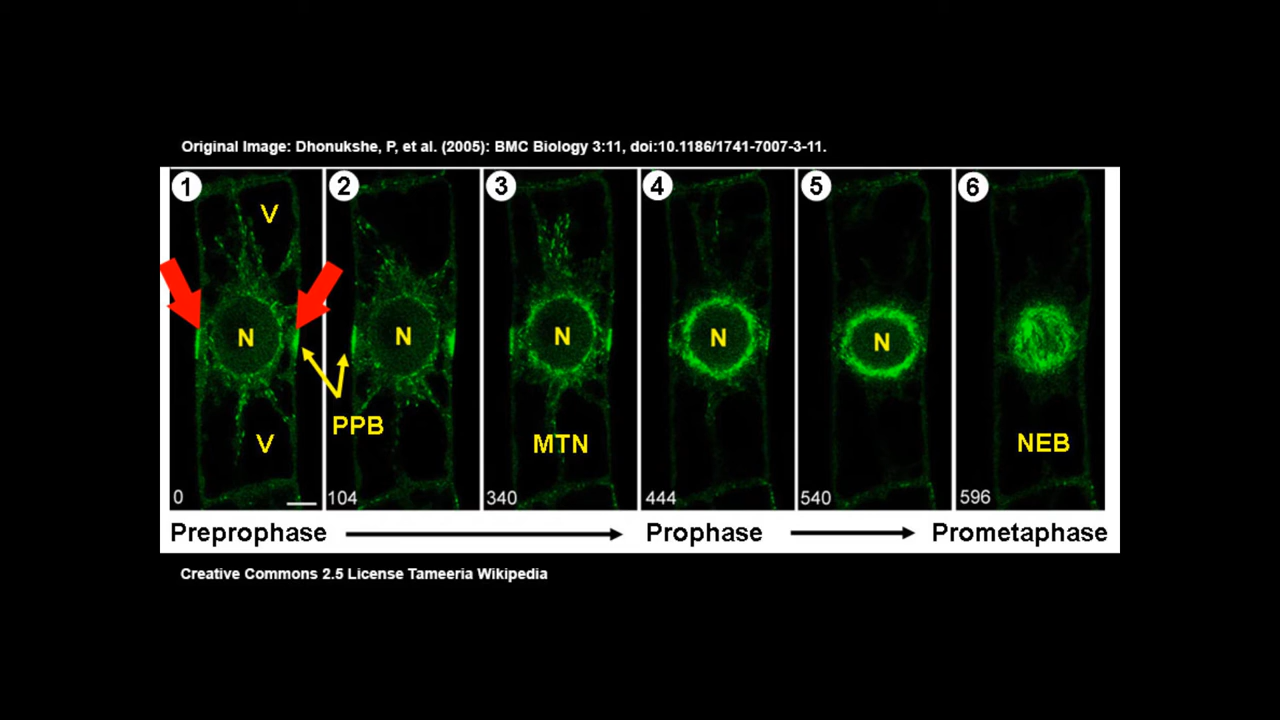 Original Image: Dhonukshe, P, et al. (2005): BMC Biology 3:11, doi:10.1186/1741-7007-3-11.
1 2 3 4 5 6
V
N N N N N
PPB
V MTN NEB
0 104 340 444 540 596
Preprophase Prophase Prometaphase
Creative Commons 2.5 License Tameeria Wikipedia